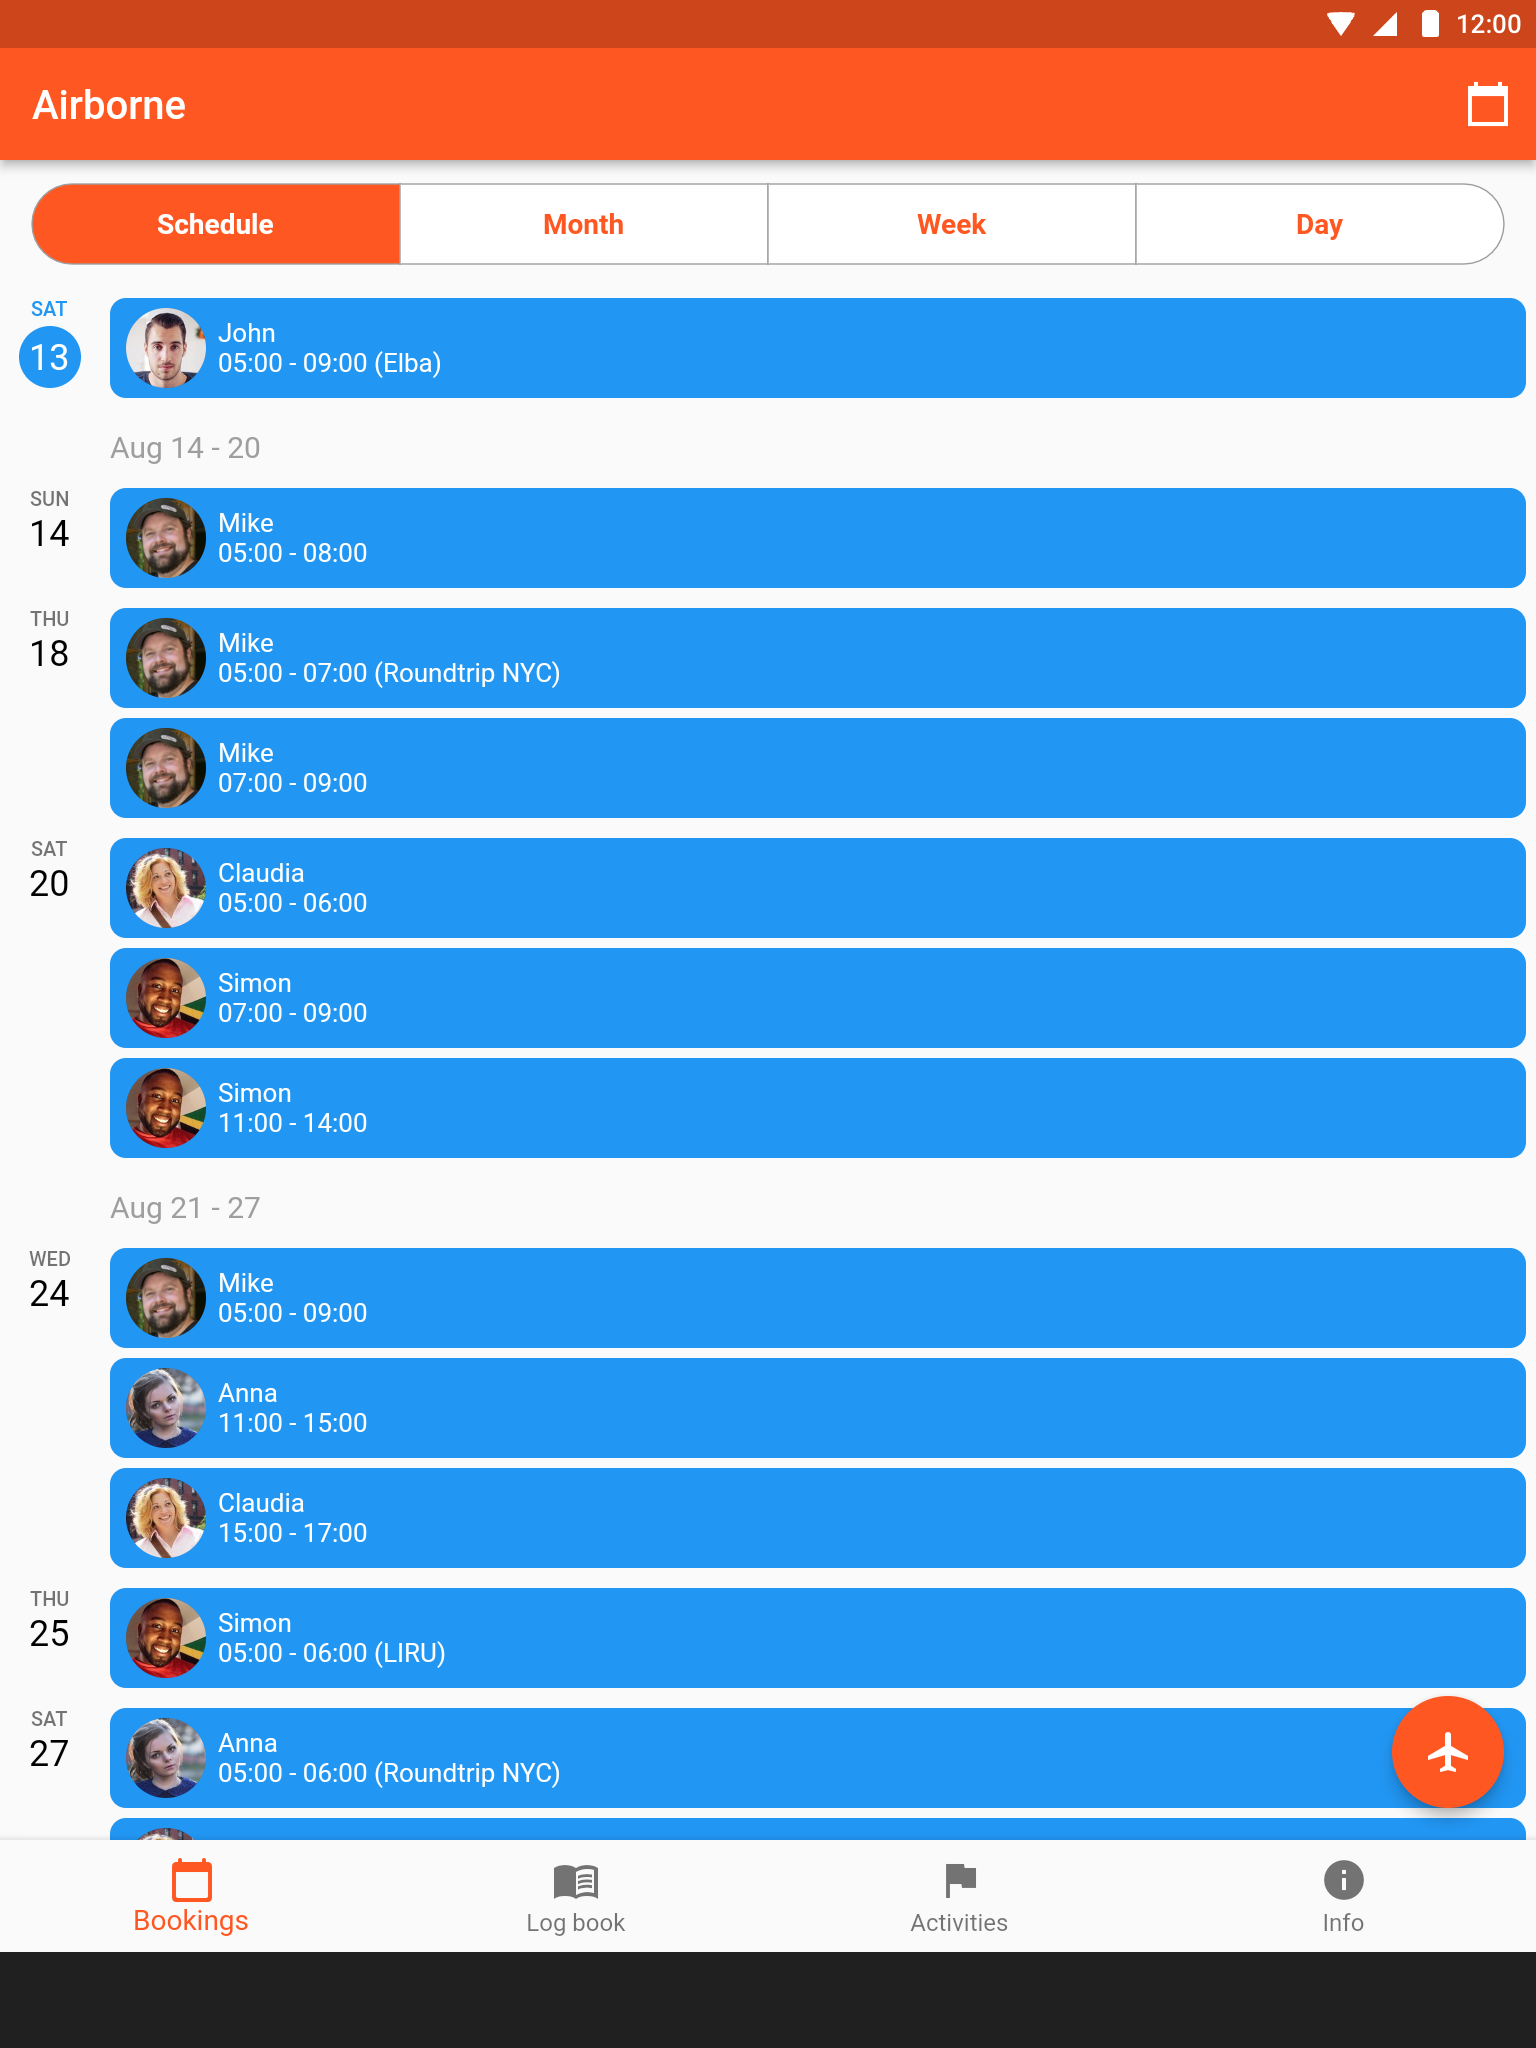 12:00
Airborne
Schedule
Month
Week
Day
SAT
13
John
05:00 - 09:00 (Elba)
Aug 14 - 20
SUN
14
Mike
05:00 - 08:00
THU
18
Mike
05:00 - 07:00 (Roundtrip NYC)
Mike
07:00 - 09:00
SAT
20
Claudia
05:00 - 06:00
Simon
07:00 - 09:00
Simon
11:00 - 14:00
Aug 21 - 27
WED
24
Mike
05:00 - 09:00
Anna
11:00 - 15:00
Claudia
15:00 - 17:00
THU
25
Simon
05:00 - 06:00 (LIRU)
SAT
27
Anna
05:00 - 06:00 (Roundtrip NYC)
Bookings
Log book
Activities
Info